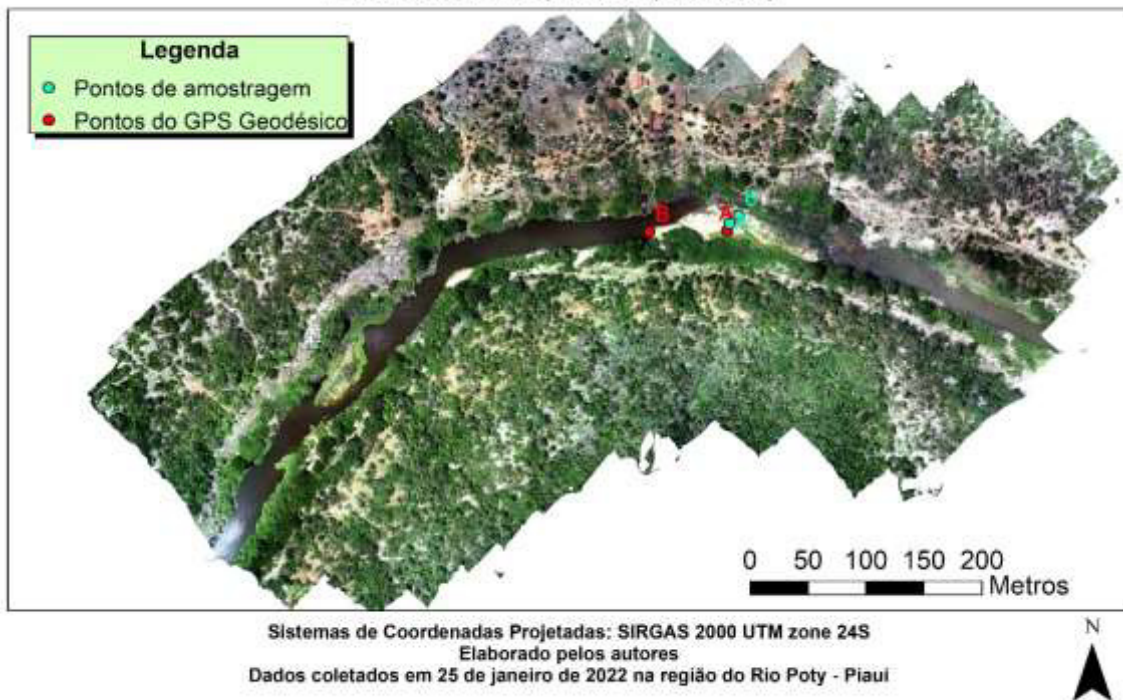 Legenda
Pontos de amostragem
Pontos do GPS Geodésico
B
A
0 50 100 150 200
Metros
Sistemas de Coordenadas Projetadas: SIRGAS 2000 UTM zone 24S
Elaborado pelos autores
Dados coletados em 25 de janeiro de 2022 na região do Rio Poty - Piauí
N